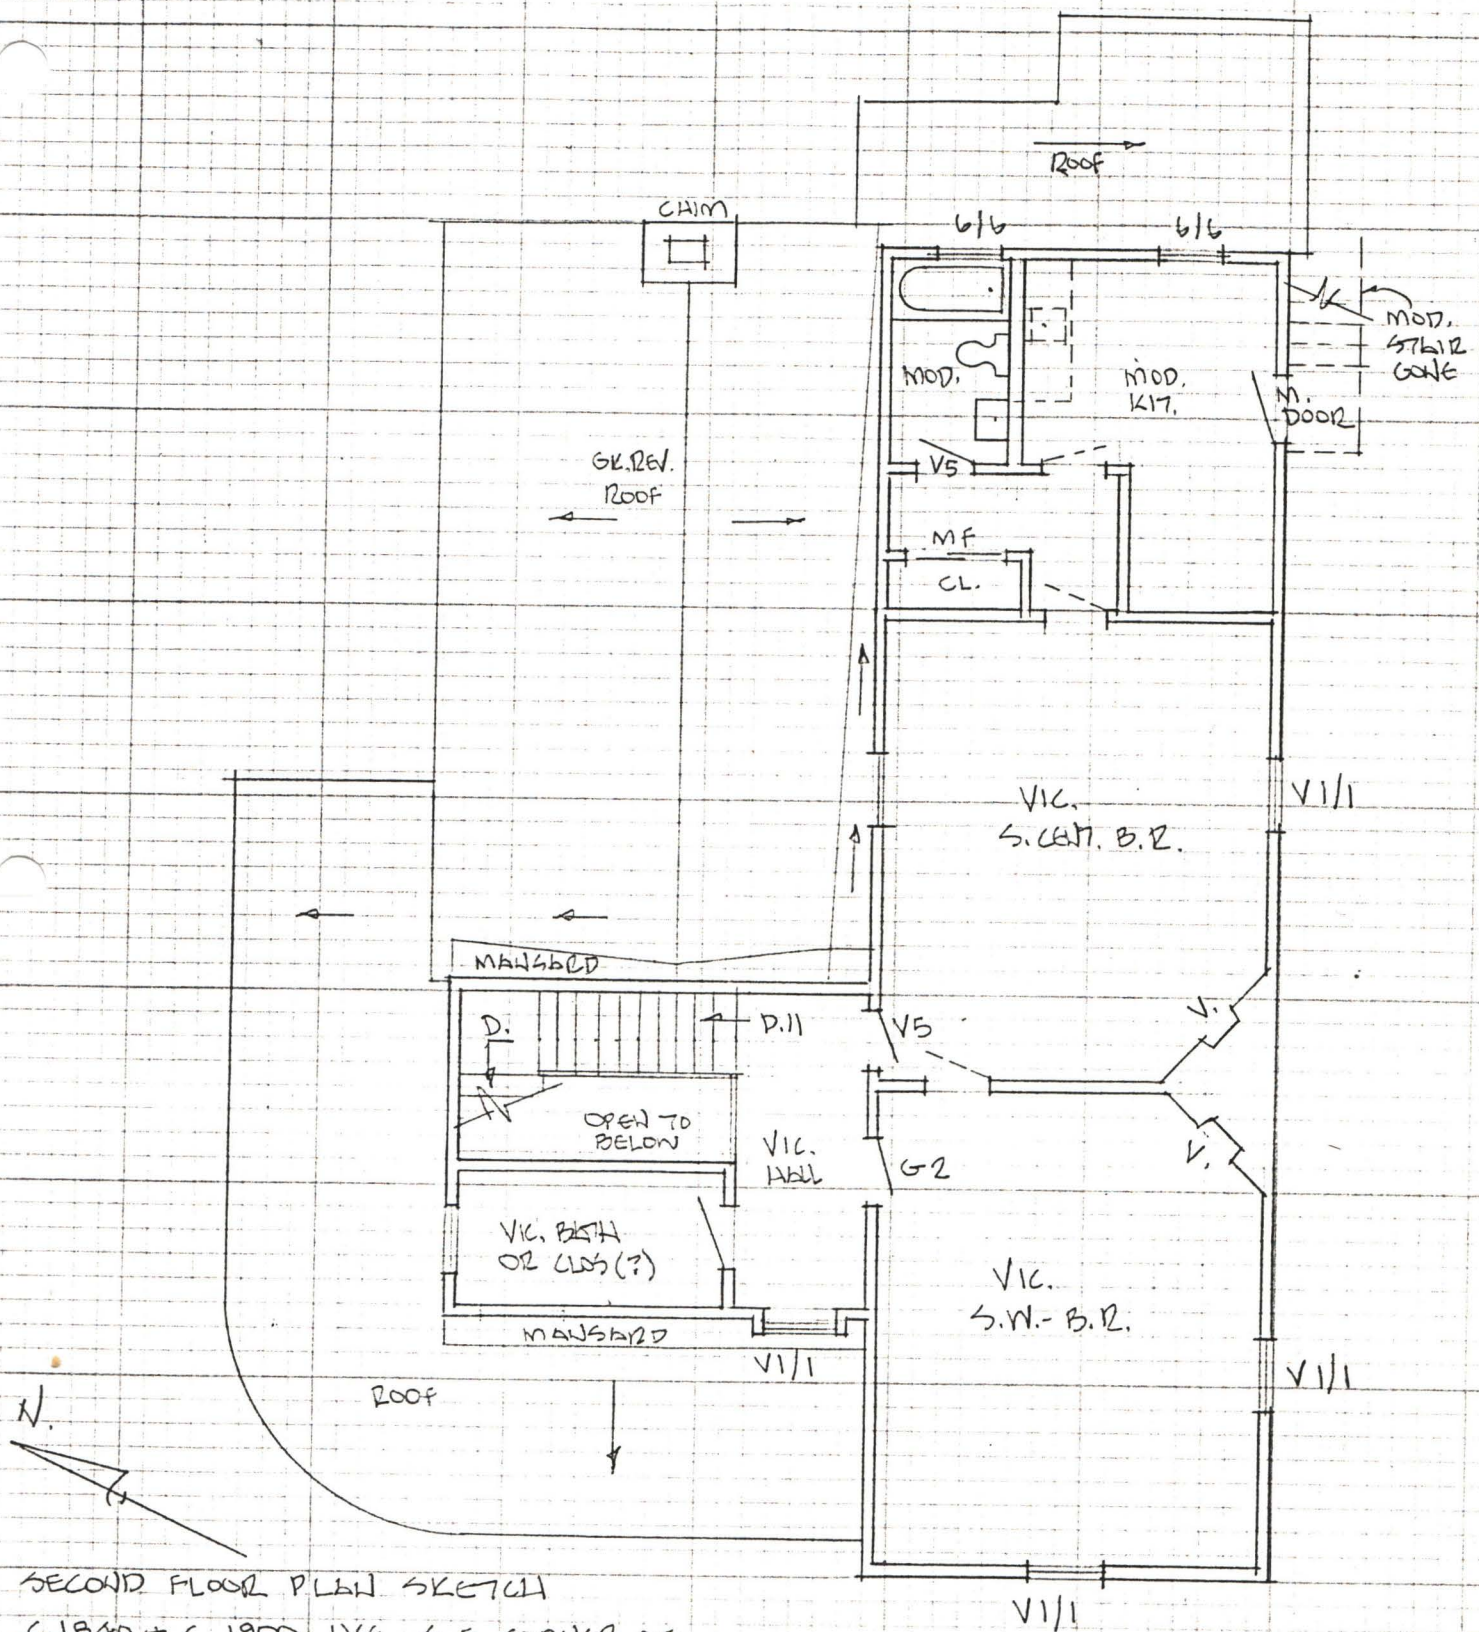 ROOF
CHIM
6/6
6/6
MOD.
STAIR
GONE
MOD.
MOD.
KIT.
M.
DOOR
GK. REV.
ROOF
V5
MF
CL.
VIC.
S. CENT. B.R.
V1/1
MANSARD
D.
D.11
V5
V.
OPEN TO
BELOW
VIC.
HALL
G2
V.
VIC. BATH
OR CLOS(?)
VIC.
S.W.- B.R.
MANSARD
V1/1
V1/1
ROOF
N.
SECOND FLOOR PLAN SKETCH
V1/1